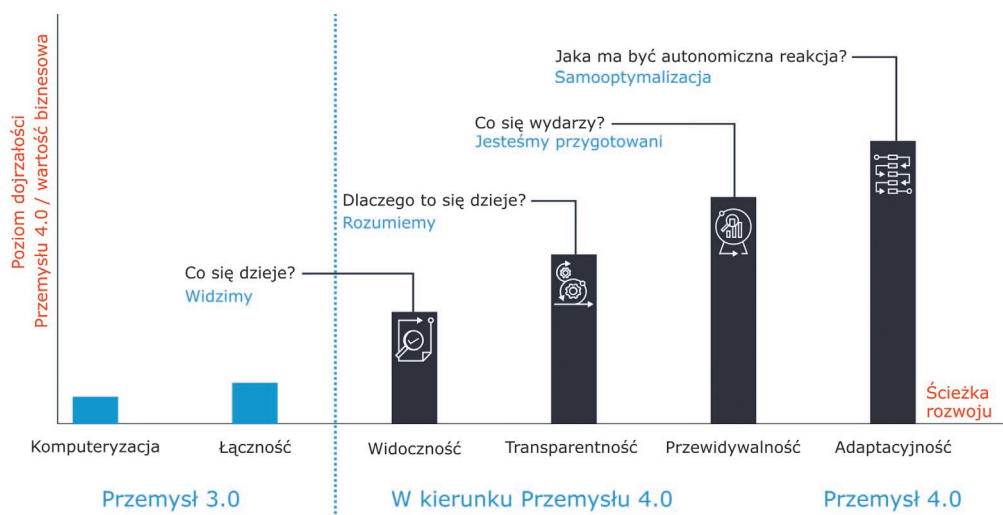 Poziom dojrzałości
Przemysłu 4.0 / wartość biznesowa
Jaka ma być autonomiczna reakcja?
Samooptymalizacja
Co się wydarzy?
Jesteśmy przygotowani
Dlaczego to się dzieje?
Rozumiemy
Co się dzieje?
Widzimy
Ścieżka
rozwoju
Komputeryzacja
Łączność
Widoczność
Transparentność
Przewidywalność
Adaptacyjność
Przemysł 3.0
W kierunku Przemysłu 4.0
Przemysł 4.0